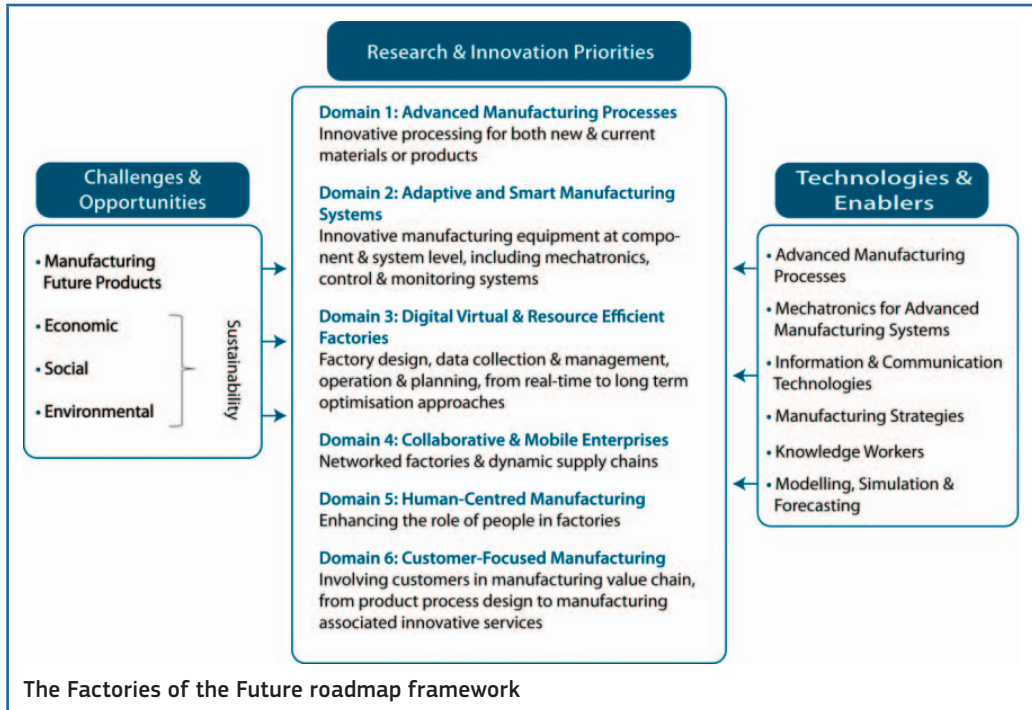 Research & Innovation Priorities
Challenges &
Opportunities
• Manufacturing
Future Products
• Economic
• Social
• Environmental
Sustainability
Domain 1: Advanced Manufacturing Processes
Innovative processing for both new & current
materials or products
Domain 2: Adaptive and Smart Manufacturing
Systems
Innovative manufacturing equipment at compo-
nent & system level, including mechatronics,
control & monitoring systems
Domain 3: Digital Virtual & Resource Efficient
Factories
Factory design, data collection & management,
operation & planning, from real-time to long term
optimisation approaches
Domain 4: Collaborative & Mobile Enterprises
Networked factories & dynamic supply chains
Domain 5: Human-Centred Manufacturing
Enhancing the role of people in factories
Domain 6: Customer-Focused Manufacturing
Involving customers in manufacturing value chain,
from product process design to manufacturing
associated innovative services
Technologies &
Enablers
• Advanced Manufacturing
Processes
• Mechatronics for Advanced
Manufacturing Systems
• Information & Communication
Technologies
• Manufacturing Strategies
• Knowledge Workers
• Modelling, Simulation &
Forecasting
The Factories of the Future roadmap framework